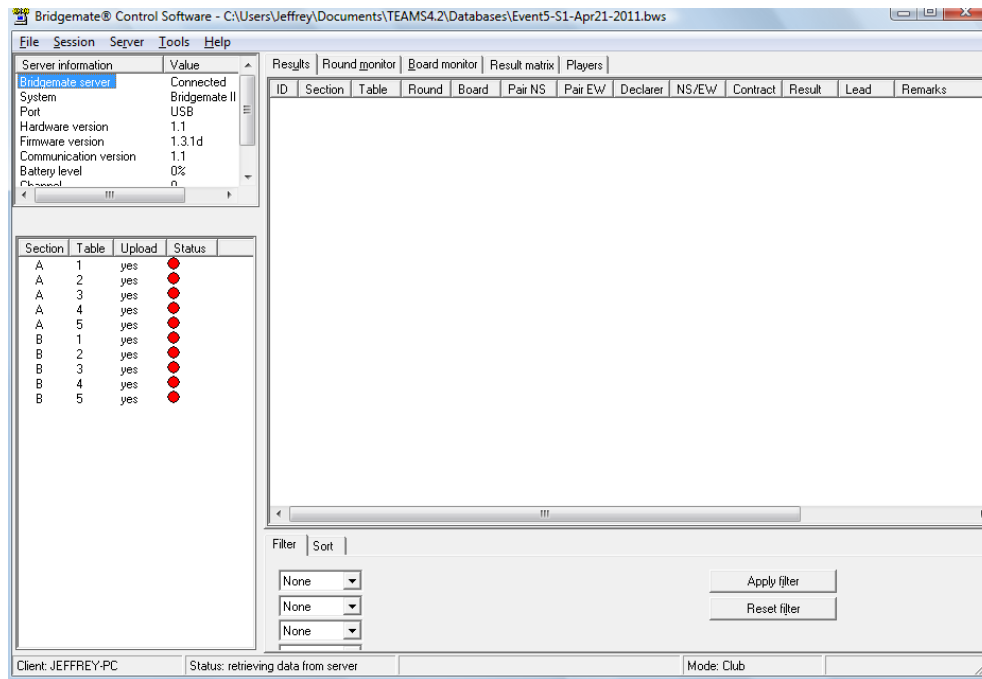 Bridgemate® Control Software - C:\Users\Jeffrey\Documents\TEAMS4.2\Databases\Event5-S1-Apr21-2011.bws
File Session Server Tools Help
Server information Value
Bridgemate server Connected
System Bridgemate II
Port USB
Hardware version 1.1
Firmware version 1.3.1d
Communication version 1.1
Battery level 0%
Channel 0
Results Round monitor Board monitor Result matrix Players
ID Section Table Round Board Pair NS Pair EW Declarer NS/EW Contract Result Lead Remarks
Section Table Upload Status
A 1 yes
A 2 yes
A 3 yes
A 4 yes
A 5 yes
B 1 yes
B 2 yes
B 3 yes
B 4 yes
B 5 yes
Filter Sort
None Apply filter
None Reset filter
None
Client: JEFFREY-PC Status: retrieving data from server Mode: Club